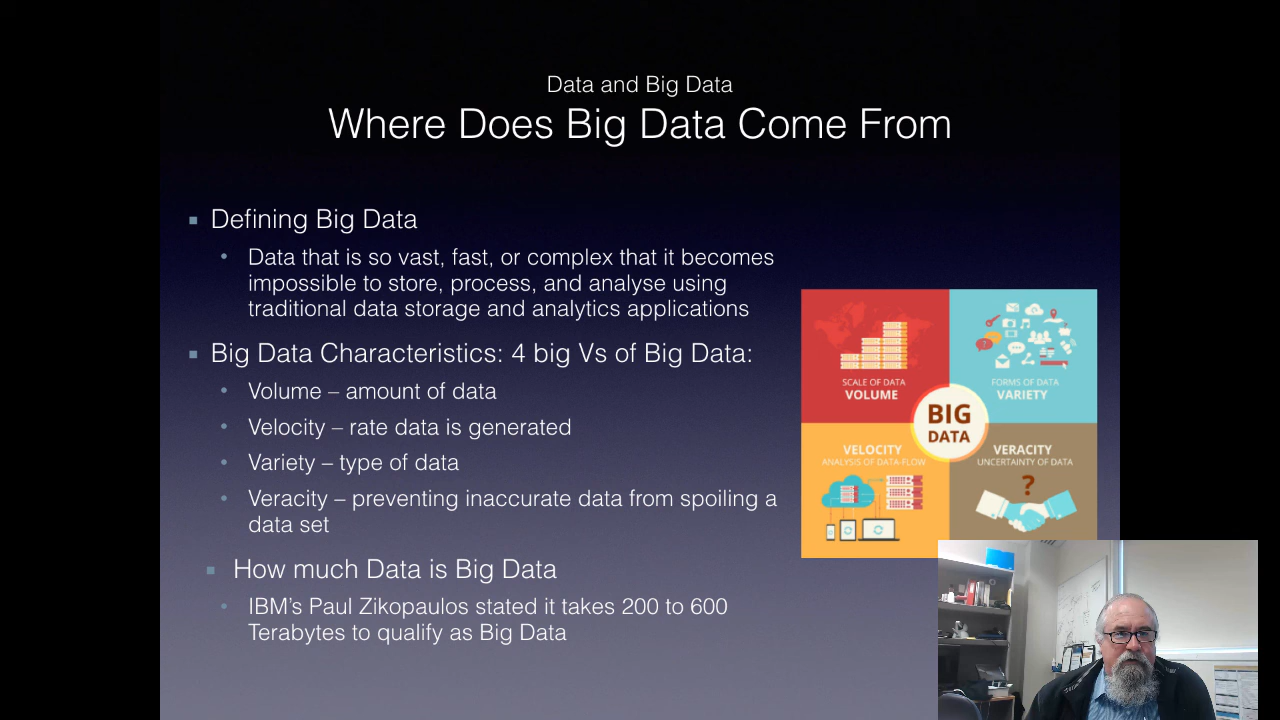 Data and Big Data
Where Does Big Data Come From
Defining Big Data
Data that is so vast, fast, or complex that it becomes
impossible to store, process, and analyse using
traditional data storage and analytics applications
Big Data Characteristics: 4 big Vs of Big Data:
Volume – amount of data
Velocity – rate data is generated
Variety – type of data
Veracity – preventing inaccurate data from spoiling a
data set
How much Data is Big Data
IBM's Paul Zikopaulos stated it takes 200 to 600
Terabytes to qualify as Big Data
SCALE OF DATA
VOLUME
FORMS OF DATA
VARIETY
BIG
DATA
VELOCITY
ANALYSIS OF DATA-FLOW
VERACITY
UNCERTAINTY OF DATA
?